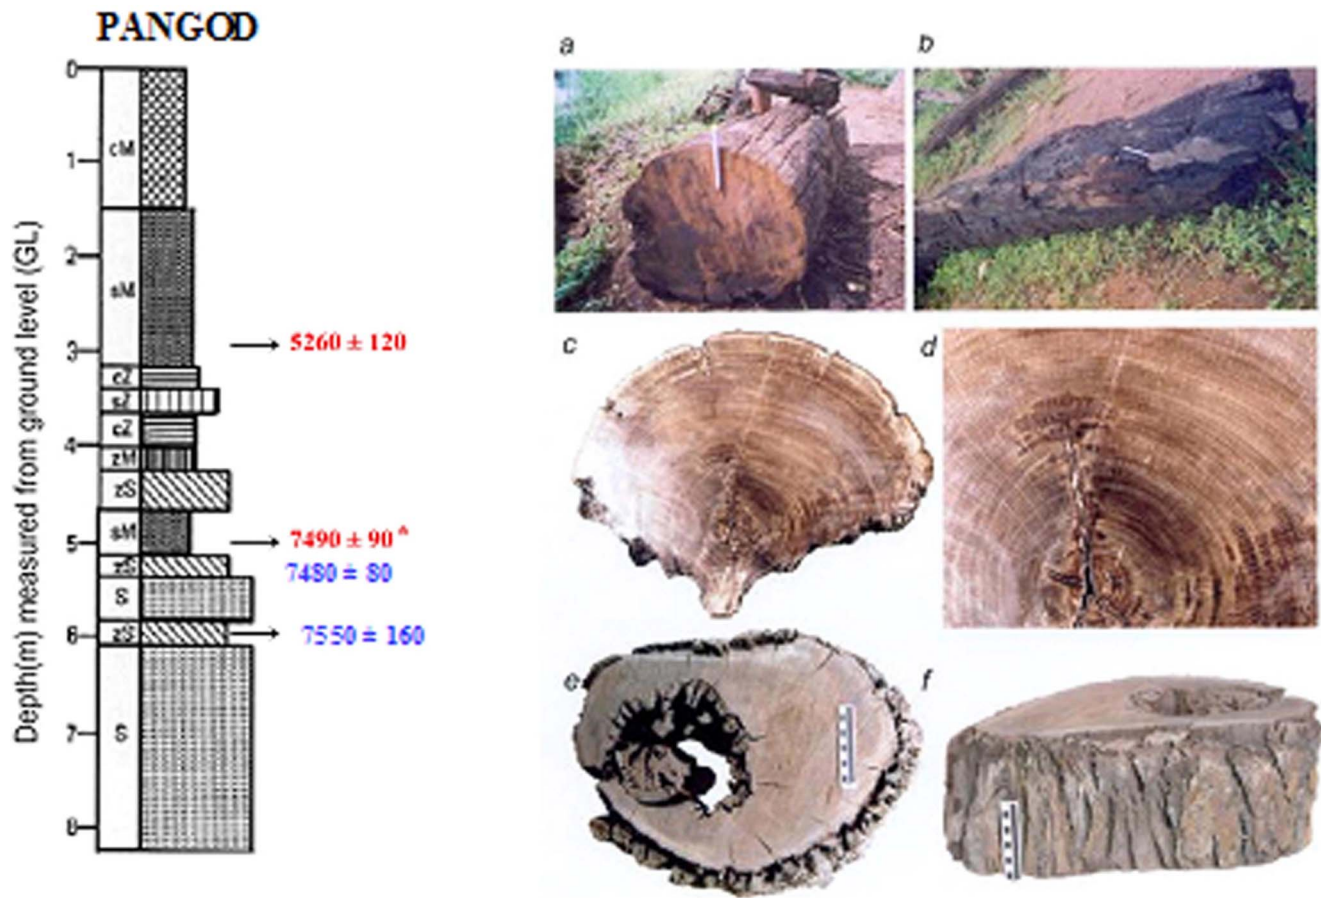 PANGOD
Depth(m) measured from ground level (GL)
0
1
2
3
4
5
6
7
8
cM
sM
cZ
sZ
cZ
zM
zS
sM
zS
S
zS
S
5260 ± 120
7490 ± 90*
7480 ± 80
7550 ± 160
a
b
c
d
e
f